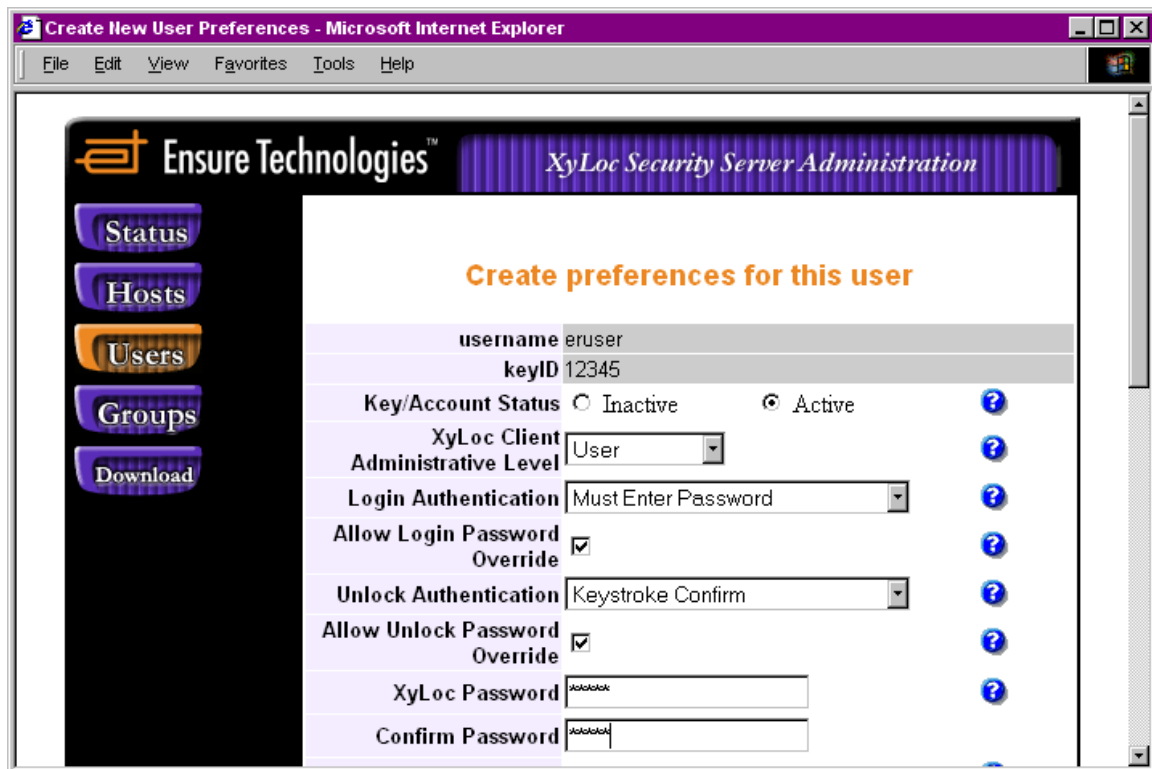 Create New User Preferences - Microsoft Internet Explorer
File Edit View Favorites Tools Help
Ensure Technologies™
XyLoc Security Server Administration
Status
Hosts
Users
Groups
Download
Create preferences for this user
username eruser
keyID 12345
Key/Account Status Inactive Active ?
XyLoc Client
Administrative Level User ?
Login Authentication Must Enter Password ?
Allow Login Password
Override ?
Unlock Authentication Keystroke Confirm ?
Allow Unlock Password
Override ?
XyLoc Password ***** ?
Confirm Password *****